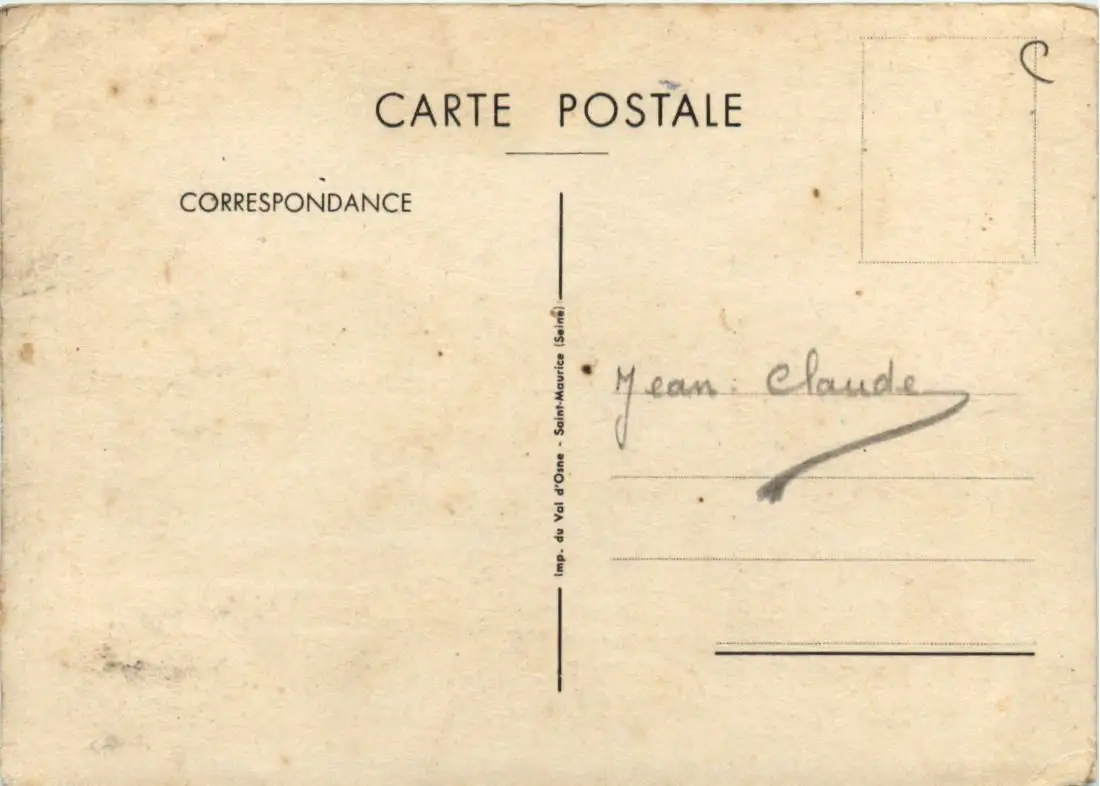 CARTE POSTALE
C
CORRESPONDANCE
Imp. du Val d'Osne - Saint-Maurice (Seine)
Jean. Claude